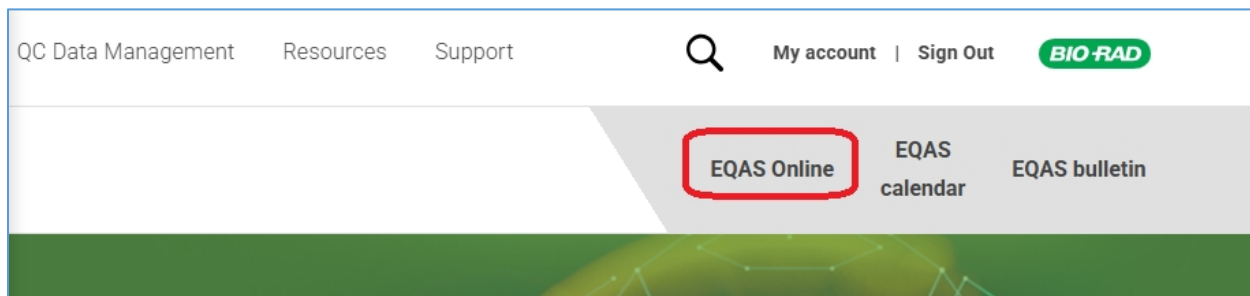 QC Data Management Resources Support My account | Sign Out BIO-RAD
EQAS Online EQAS calendar EQAS bulletin